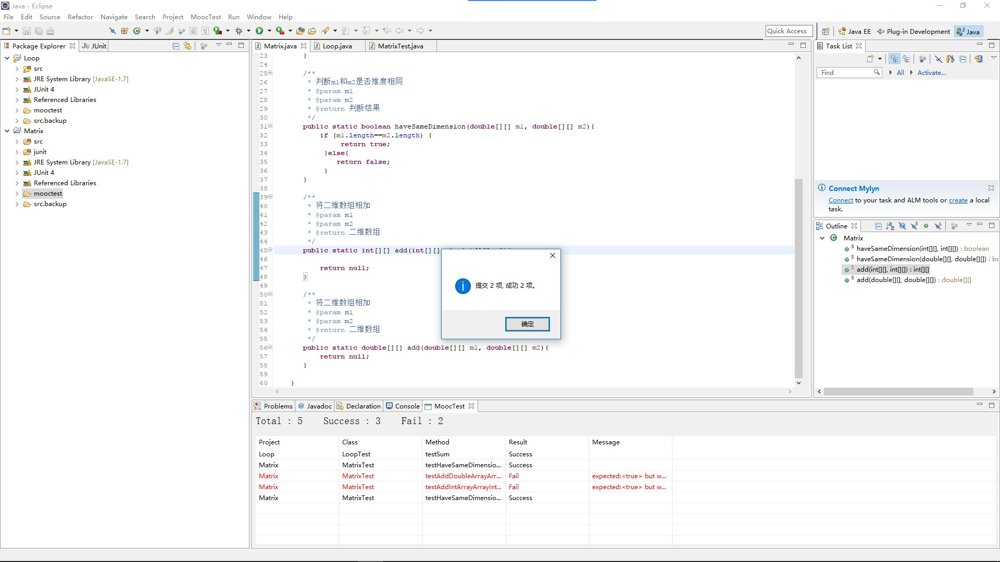 Java - Eclipse
File Edit Source Refactor Navigate Search Project MoocTest Run Window Help
Quick Access
Java EE
Plug-in Development
Java
Package Explorer
JUnit
Loop
src
JRE System Library [JavaSE-1.7]
JUnit 4
Referenced Libraries
mooctest
src.backup
Matrix
src
junit
JRE System Library [JavaSE-1.7]
JUnit 4
Referenced Libraries
mooctest
src.backup
Matrix.java
Loop.java
MatrixTest.java
23 }
24
25 /**
26 * 判断m1和m2是否维度相同
27 * @param m1
28 * @param m2
29 * @return 判断结果
30 */
31 public static boolean haveSameDimension(double[][] m1, double[][] m2){
32 if (m1.length==m2.length) {
33 return true;
34 }else{
35 return false;
36 }
37 }
38
39 /**
40 * 将二维数组相加
41 * @param m1
42 * @param m2
43 * @return 二维数组
44 */
45 public static int[][] add(int[][]
46
47 return null;
48 }
49
50 /**
51 * 将二维数组相加
52 * @param m1
53 * @param m2
54 * @return 二维数组
55 */
56 public static double[][] add(double[][] m1, double[][] m2){
57 return null;
58 }
59
60 }
提交 2 项, 成功 2 项。
确定
Task List
Find
All
Activate...
Connect Mylyn
Connect to your task and ALM tools or create a local
task.
Outline
Matrix
haveSameDimension(int[][], int[][]) : boolean
haveSameDimension(double[][], double[][]) : bo
add(int[][], int[][]) : int[][]
add(double[][], double[][]) : double[][]
Problems
@ Javadoc
Declaration
Console
MoocTest
Total : 5 Success : 3 Fail : 2
Project Class Method Result Message
Loop LoopTest testSum Success
Matrix MatrixTest testHaveSameDimensio... Success
Matrix MatrixTest testAddDoubleArrayArr... Fail expected:<true> but w...
Matrix MatrixTest testAddIntArrayArrayInt... Fail expected:<true> but w...
Matrix MatrixTest testHaveSameDimensio... Success